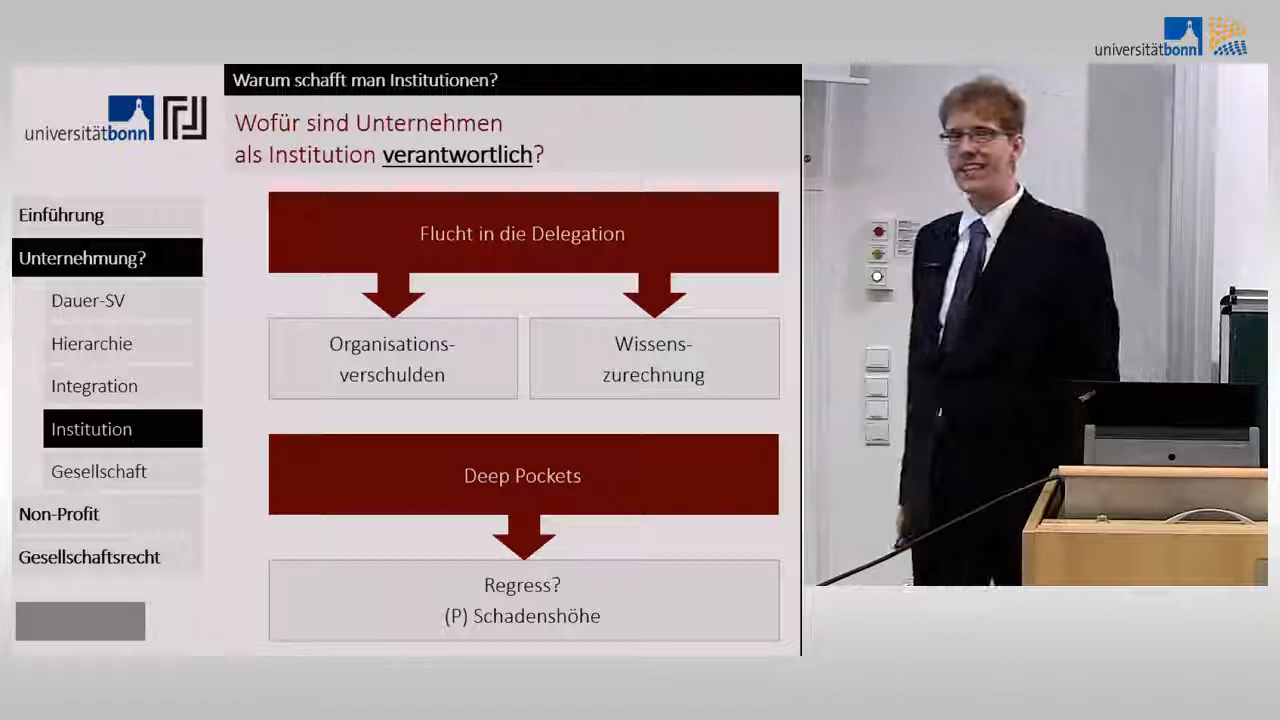 universitätbonn
Warum schafft man Institutionen?
universitätbonn
Wofür sind Unternehmen
als Institution verantwortlich?
Einführung
Unternehmung?
Dauer-SV
Hierarchie
Integration
Institution
Gesellschaft
Non-Profit
Gesellschaftsrecht
Flucht in die Delegation
Organisations-
verschulden
Wissens-
zurechnung
Deep Pockets
Regress?
(P) Schadenshöhe